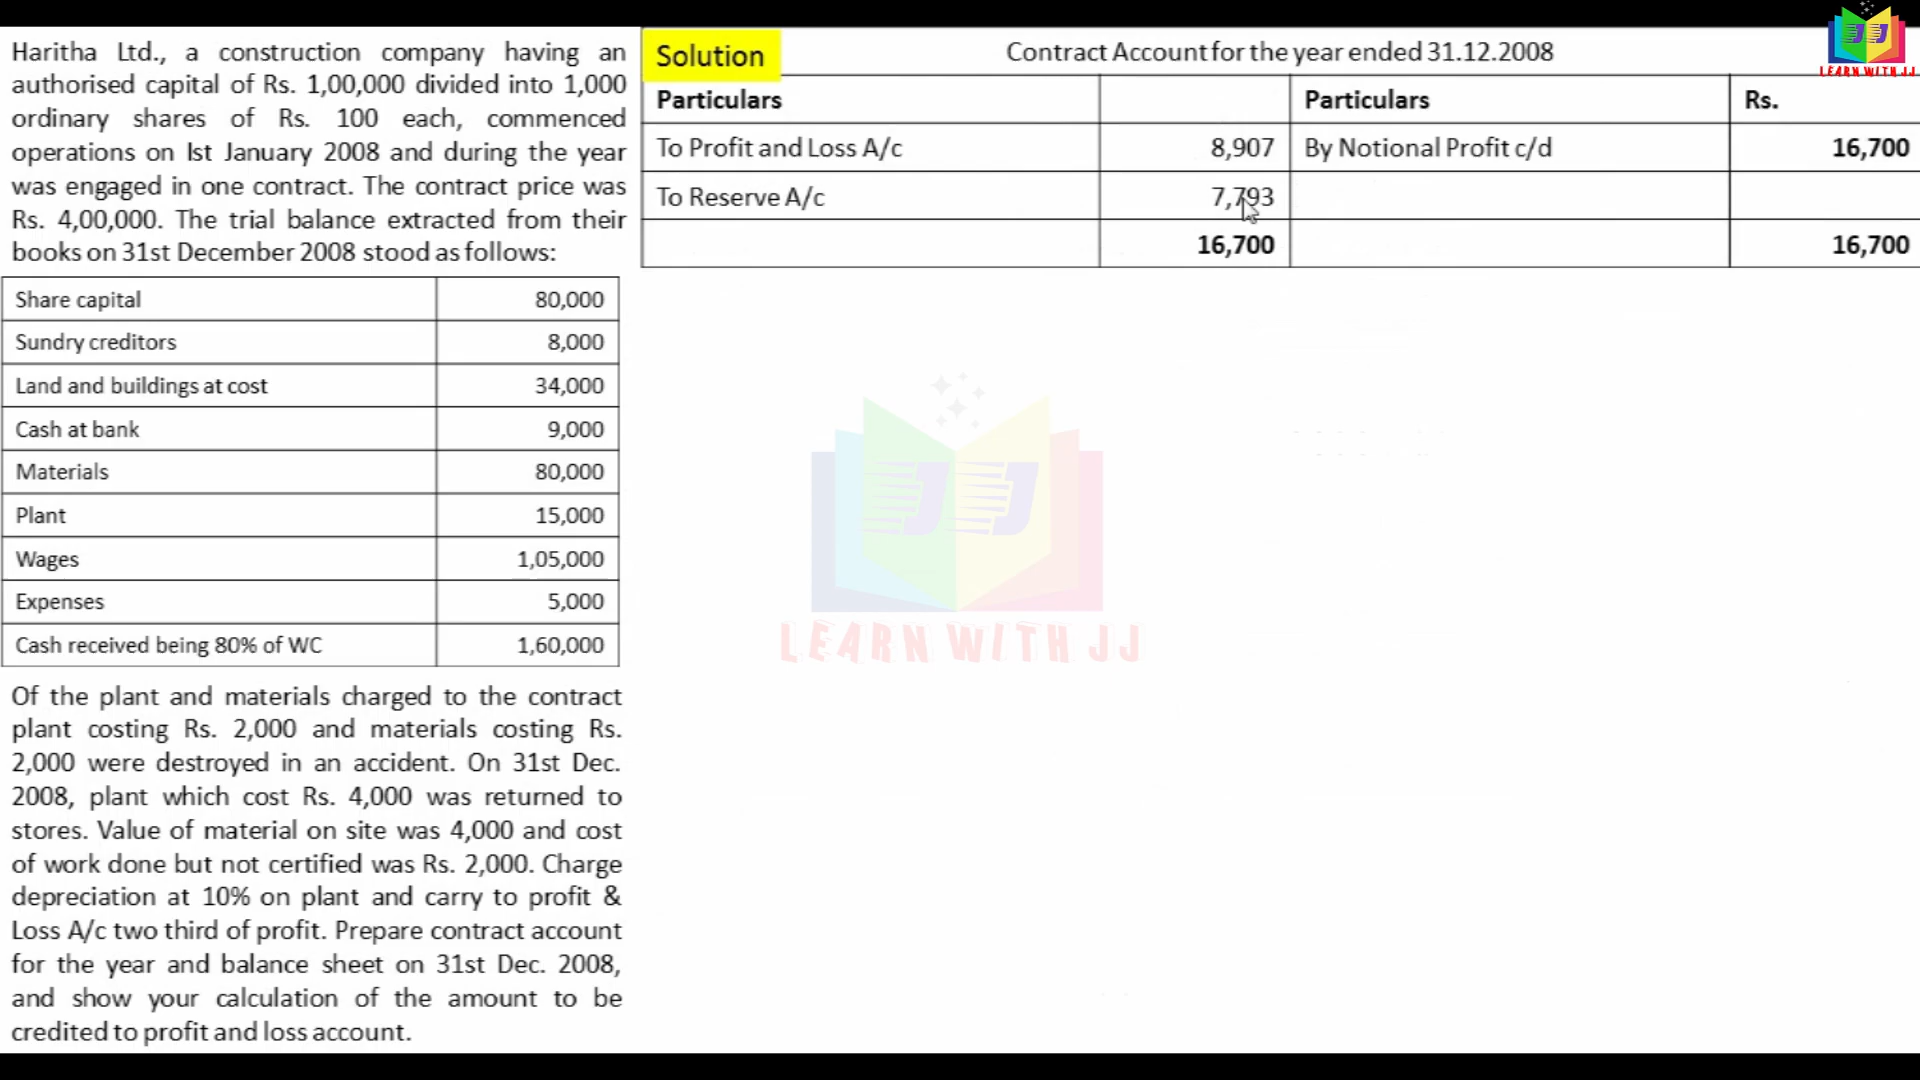 Haritha Ltd., a construction company having an
authorised capital of Rs. 1,00,000 divided into 1,000
ordinary shares of Rs. 100 each, commenced
operations on Ist January 2008 and during the year
was engaged in one contract. The contract price was
Rs. 4,00,000. The trial balance extracted from their
books on 31st December 2008 stood as follows:
Share capital 80,000
Sundry creditors 8,000
Land and buildings at cost 34,000
Cash at bank 9,000
Materials 80,000
Plant 15,000
Wages 1,05,000
Expenses 5,000
Cash received being 80% of WC 1,60,000
Of the plant and materials charged to the contract
plant costing Rs. 2,000 and materials costing Rs.
2,000 were destroyed in an accident. On 31st Dec.
2008, plant which cost Rs. 4,000 was returned to
stores. Value of material on site was 4,000 and cost
of work done but not certified was Rs. 2,000. Charge
depreciation at 10% on plant and carry to profit &
Loss A/c two third of profit. Prepare contract account
for the year and balance sheet on 31st Dec. 2008,
and show your calculation of the amount to be
credited to profit and loss account.
Solution
Contract Account for the year ended 31.12.2008
Particulars Particulars Rs.
To Profit and Loss A/c 8,907 By Notional Profit c/d 16,700
To Reserve A/c 7,793
16,700 16,700
JJ
LEARN WITH JJ
JJ
LEARN WITH JJ